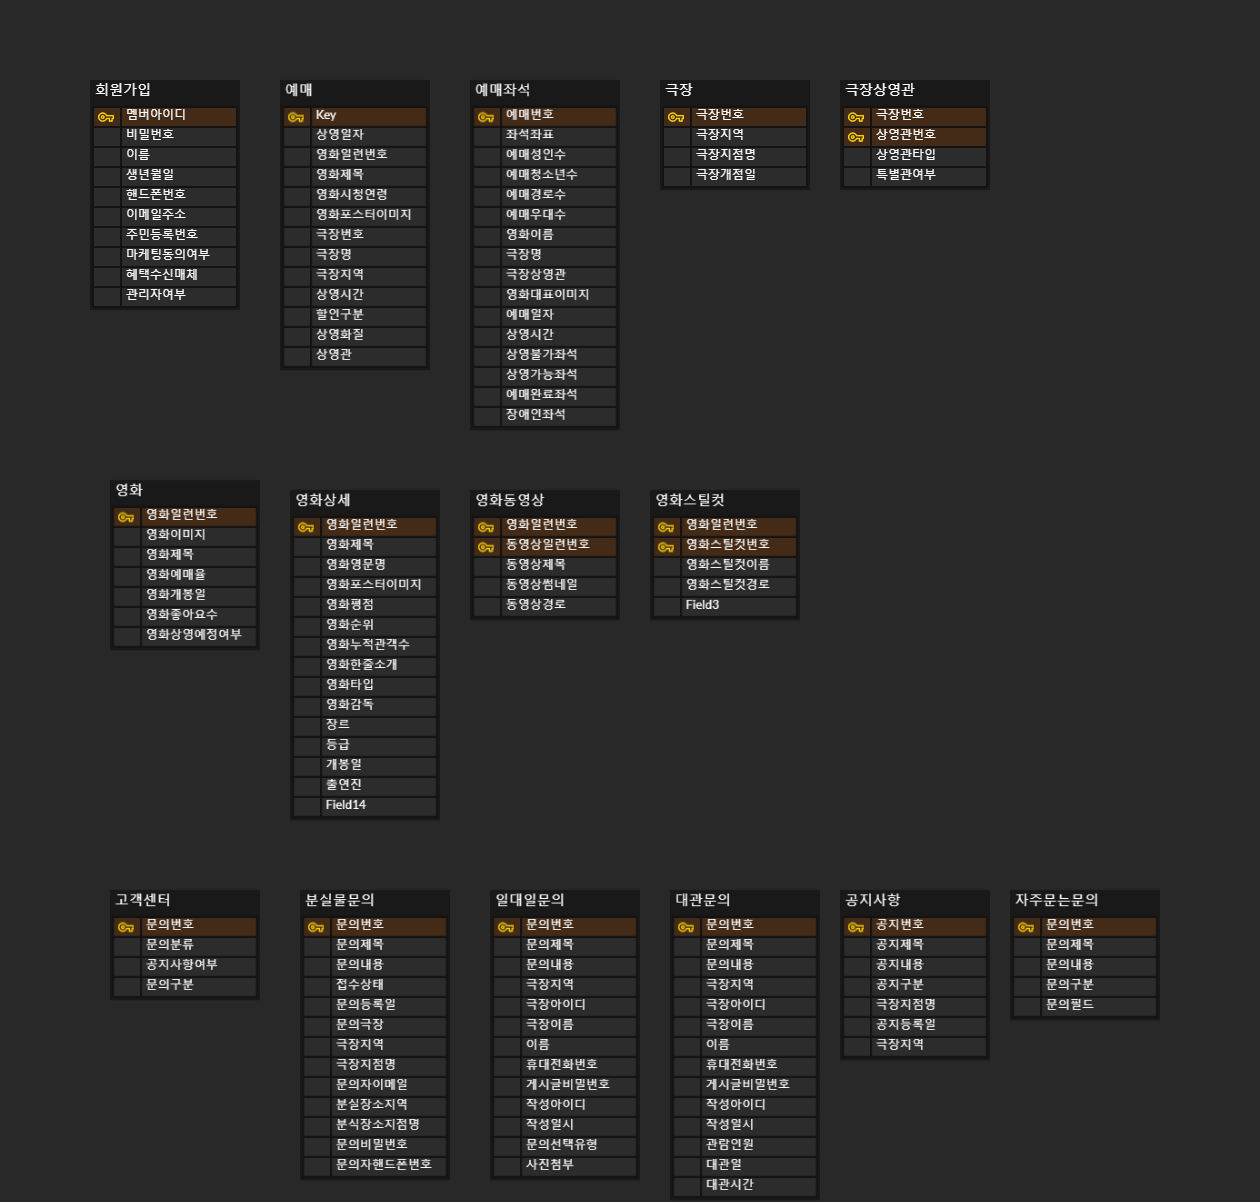 회원가입
멤버아이디
비밀번호
이름
생년월일
핸드폰번호
이메일주소
주민등록번호
마케팅동의여부
혜택수신매체
관리자여부
예매
Key
상영일자
영화일련번호
영화제목
영화시청연령
영화포스터이미지
극장번호
극장명
극장지역
상영시간
할인구분
상영화질
상영관
예매좌석
예매번호
좌석좌표
예매성인수
예매청소년수
예매경로수
예매우대수
영화이름
극장명
극장상영관
영화대표이미지
예매일자
상영시간
상영불가좌석
상영가능좌석
예매완료좌석
장애인좌석
극장
극장번호
극장지역
극장지점명
극장개점일
극장상영관
극장번호
상영관번호
상영관타입
특별관여부
영화
영화일련번호
영화이미지
영화제목
영화예매율
영화개봉일
영화좋아요수
영화상영예정여부
영화상세
영화일련번호
영화제목
영화영문명
영화포스터이미지
영화평점
영화순위
영화누적관객수
영화한줄소개
영화타입
영화감독
장르
등급
개봉일
출연진
Field14
영화동영상
영화일련번호
동영상일련번호
동영상제목
동영상썸네일
동영상경로
영화스틸컷
영화일련번호
영화스틸컷번호
영화스틸컷이름
영화스틸컷경로
Field3
고객센터
문의번호
문의분류
공지사항여부
문의구분
분실물문의
문의번호
문의제목
문의내용
접수상태
문의등록일
문의극장
극장지역
극장지점명
문의자이메일
분실장소지역
분식장소지점명
문의비밀번호
문의자핸드폰번호
일대일문의
문의번호
문의제목
문의내용
극장지역
극장아이디
극장이름
이름
휴대전화번호
게시글비밀번호
작성아이디
작성일시
문의선택유형
사진첨부
대관문의
문의번호
문의제목
문의내용
극장지역
극장아이디
극장이름
이름
휴대전화번호
게시글비밀번호
작성아이디
작성일시
관람인원
대관일
대관시간
공지사항
공지번호
공지제목
공지내용
공지구분
극장지점명
공지등록일
극장지역
자주묻는문의
문의번호
문의제목
문의내용
문의구분
문의필드